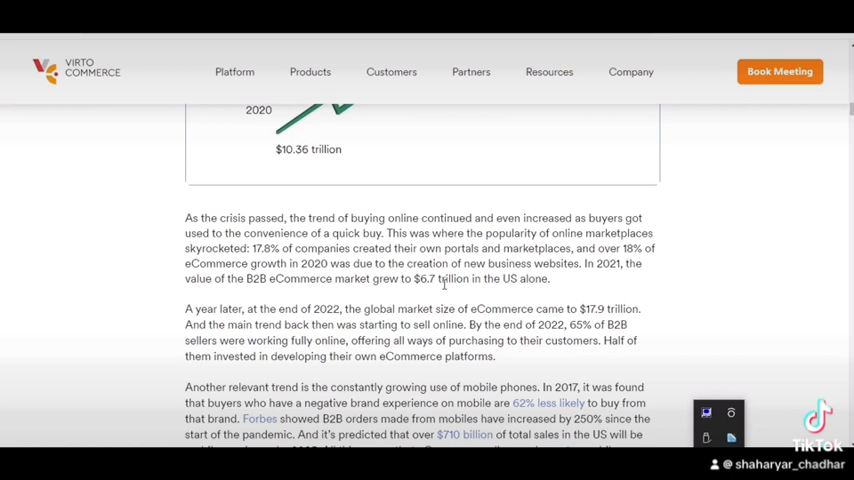 VIRTO
COMMERCE
Platform
Products
Customers
Partners
Resources
Company
Book Meeting
2020
$10.36 trillion
As the crisis passed, the trend of buying online continued and even increased as buyers got
used to the convenience of a quick buy. This was where the popularity of online marketplaces
skyrocketed: 17.8% of companies created their own portals and marketplaces, and over 18% of
eCommerce growth in 2020 was due to the creation of new business websites. In 2021, the
value of the B2B eCommerce market grew to $6.7 trillion in the US alone.
A year later, at the end of 2022, the global market size of eCommerce came to $17.9 trillion.
And the main trend back then was starting to sell online. By the end of 2022, 65% of B2B
sellers were working fully online, offering all ways of purchasing to their customers. Half of
them invested in developing their own eCommerce platforms.
Another relevant trend is the constantly growing use of mobile phones. In 2017, it was found
that buyers who have a negative brand experience on mobile are 62% less likely to buy from
that brand. Forbes showed B2B orders made from mobiles have increased by 250% since the
start of the pandemic. And it's predicted that over $710 billion of total sales in the US will be
TikTok
@ shaharyar_chadhar